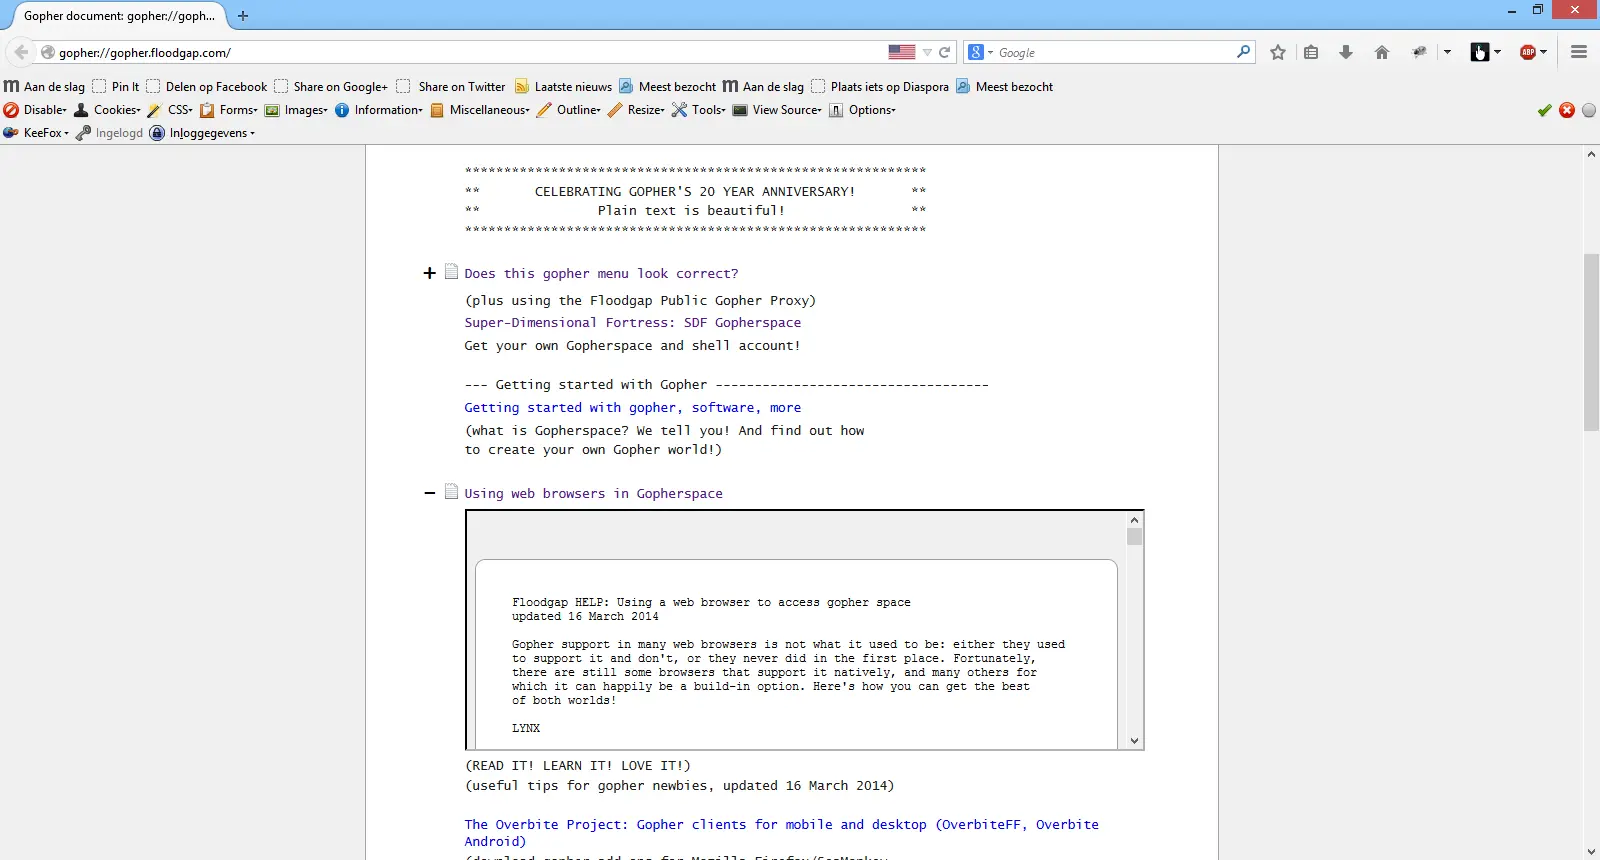 Gopher document: gopher://goph...
gopher://gopher.floodgap.com/
Google
ABP
Aan de slag Pin It Delen op Facebook Share on Google+ Share on Twitter Laatste nieuws Meest bezocht Aan de slag Plaats iets op Diaspora Meest bezocht
Disable Cookies CSS Forms Images Information Miscellaneous Outline Resize Tools View Source Options
KeeFox Ingelogd Inloggegevens
***********************************************************
** CELEBRATING GOPHER'S 20 YEAR ANNIVERSARY! **
** Plain text is beautiful! **
***********************************************************
+ Does this gopher menu look correct?
(plus using the Floodgap Public Gopher Proxy)
Super-Dimensional Fortress: SDF Gopherspace
Get your own Gopherspace and shell account!
--- Getting started with Gopher -----------------------------------
Getting started with gopher, software, more
(what is Gopherspace? We tell you! And find out how
to create your own Gopher world!)
− Using web browsers in Gopherspace
Floodgap HELP: Using a web browser to access gopher space
updated 16 March 2014
Gopher support in many web browsers is not what it used to be: either they used
to support it and don't, or they never did in the first place. Fortunately,
there are still some browsers that support it natively, and many others for
which it can happily be a build-in option. Here's how you can get the best
of both worlds!
LYNX
(READ IT! LEARN IT! LOVE IT!)
(useful tips for gopher newbies, updated 16 March 2014)
The Overbite Project: Gopher clients for mobile and desktop (OverbiteFF, Overbite
Android)
(download gopher add-ons for Mozilla Firefox/SeaMonkey